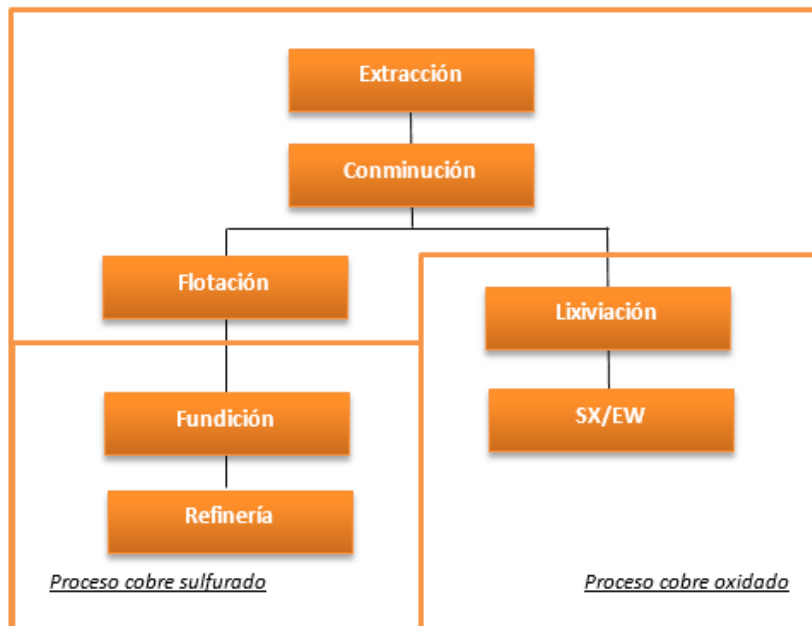 Extracción
Conminución
Flotación
Lixiviación
Fundición
SX/EW
Refinería
Proceso cobre sulfurado
Proceso cobre oxidado